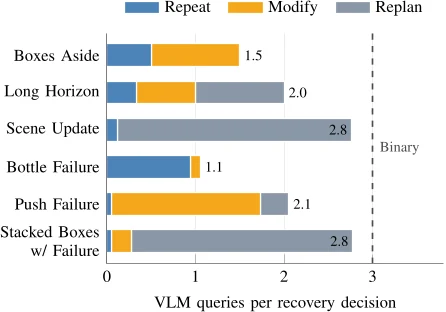 Repeat Modify Replan
Boxes Aside 1.5
Long Horizon 2.0
Scene Update 2.8
Binary
Bottle Failure 1.1
Push Failure 2.1
Stacked Boxes
w/ Failure 2.8
0 1 2 3
VLM queries per recovery decision